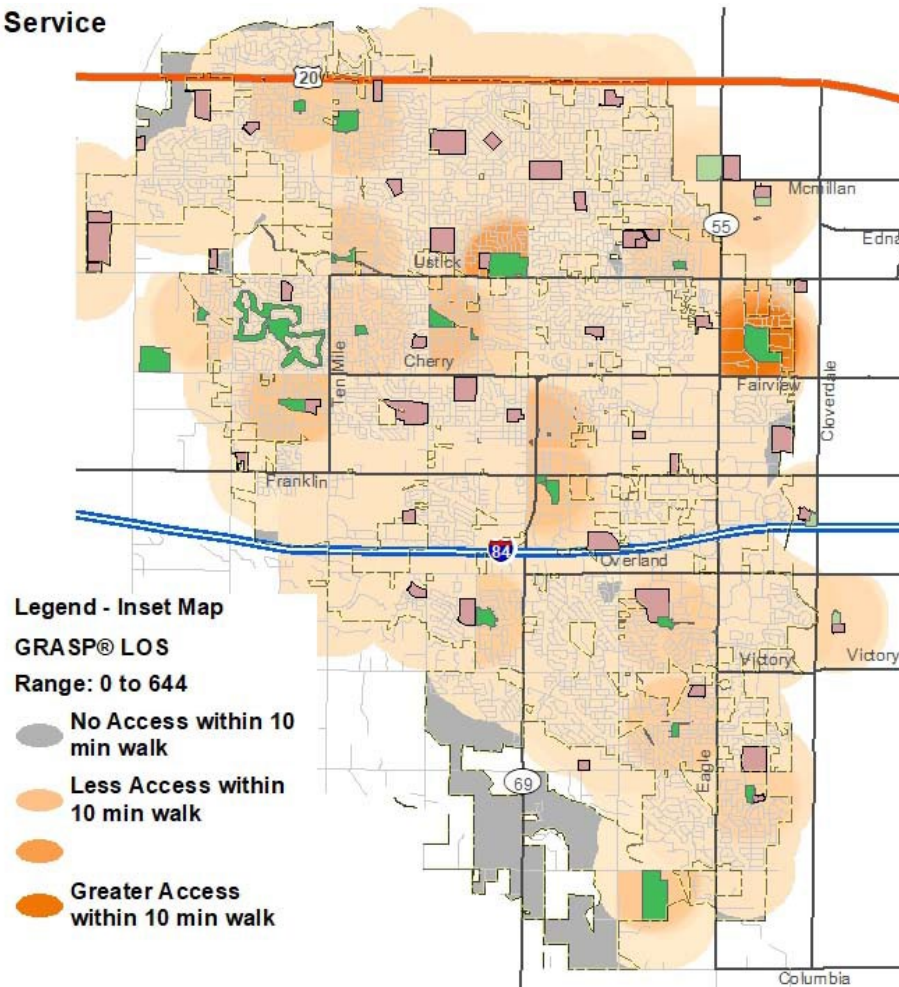 Service
20
Mcmillan
55
Edna
Ustick
Cherry
Ten Mile
Fairview
Cloverdale
Franklin
84
Overland
Legend - Inset Map
GRASP® LOS
Range: 0 to 644
No Access within 10
min walk
Less Access within
10 min walk
Greater Access
within 10 min walk
Victory
Victory
Eagle
69
Columbia